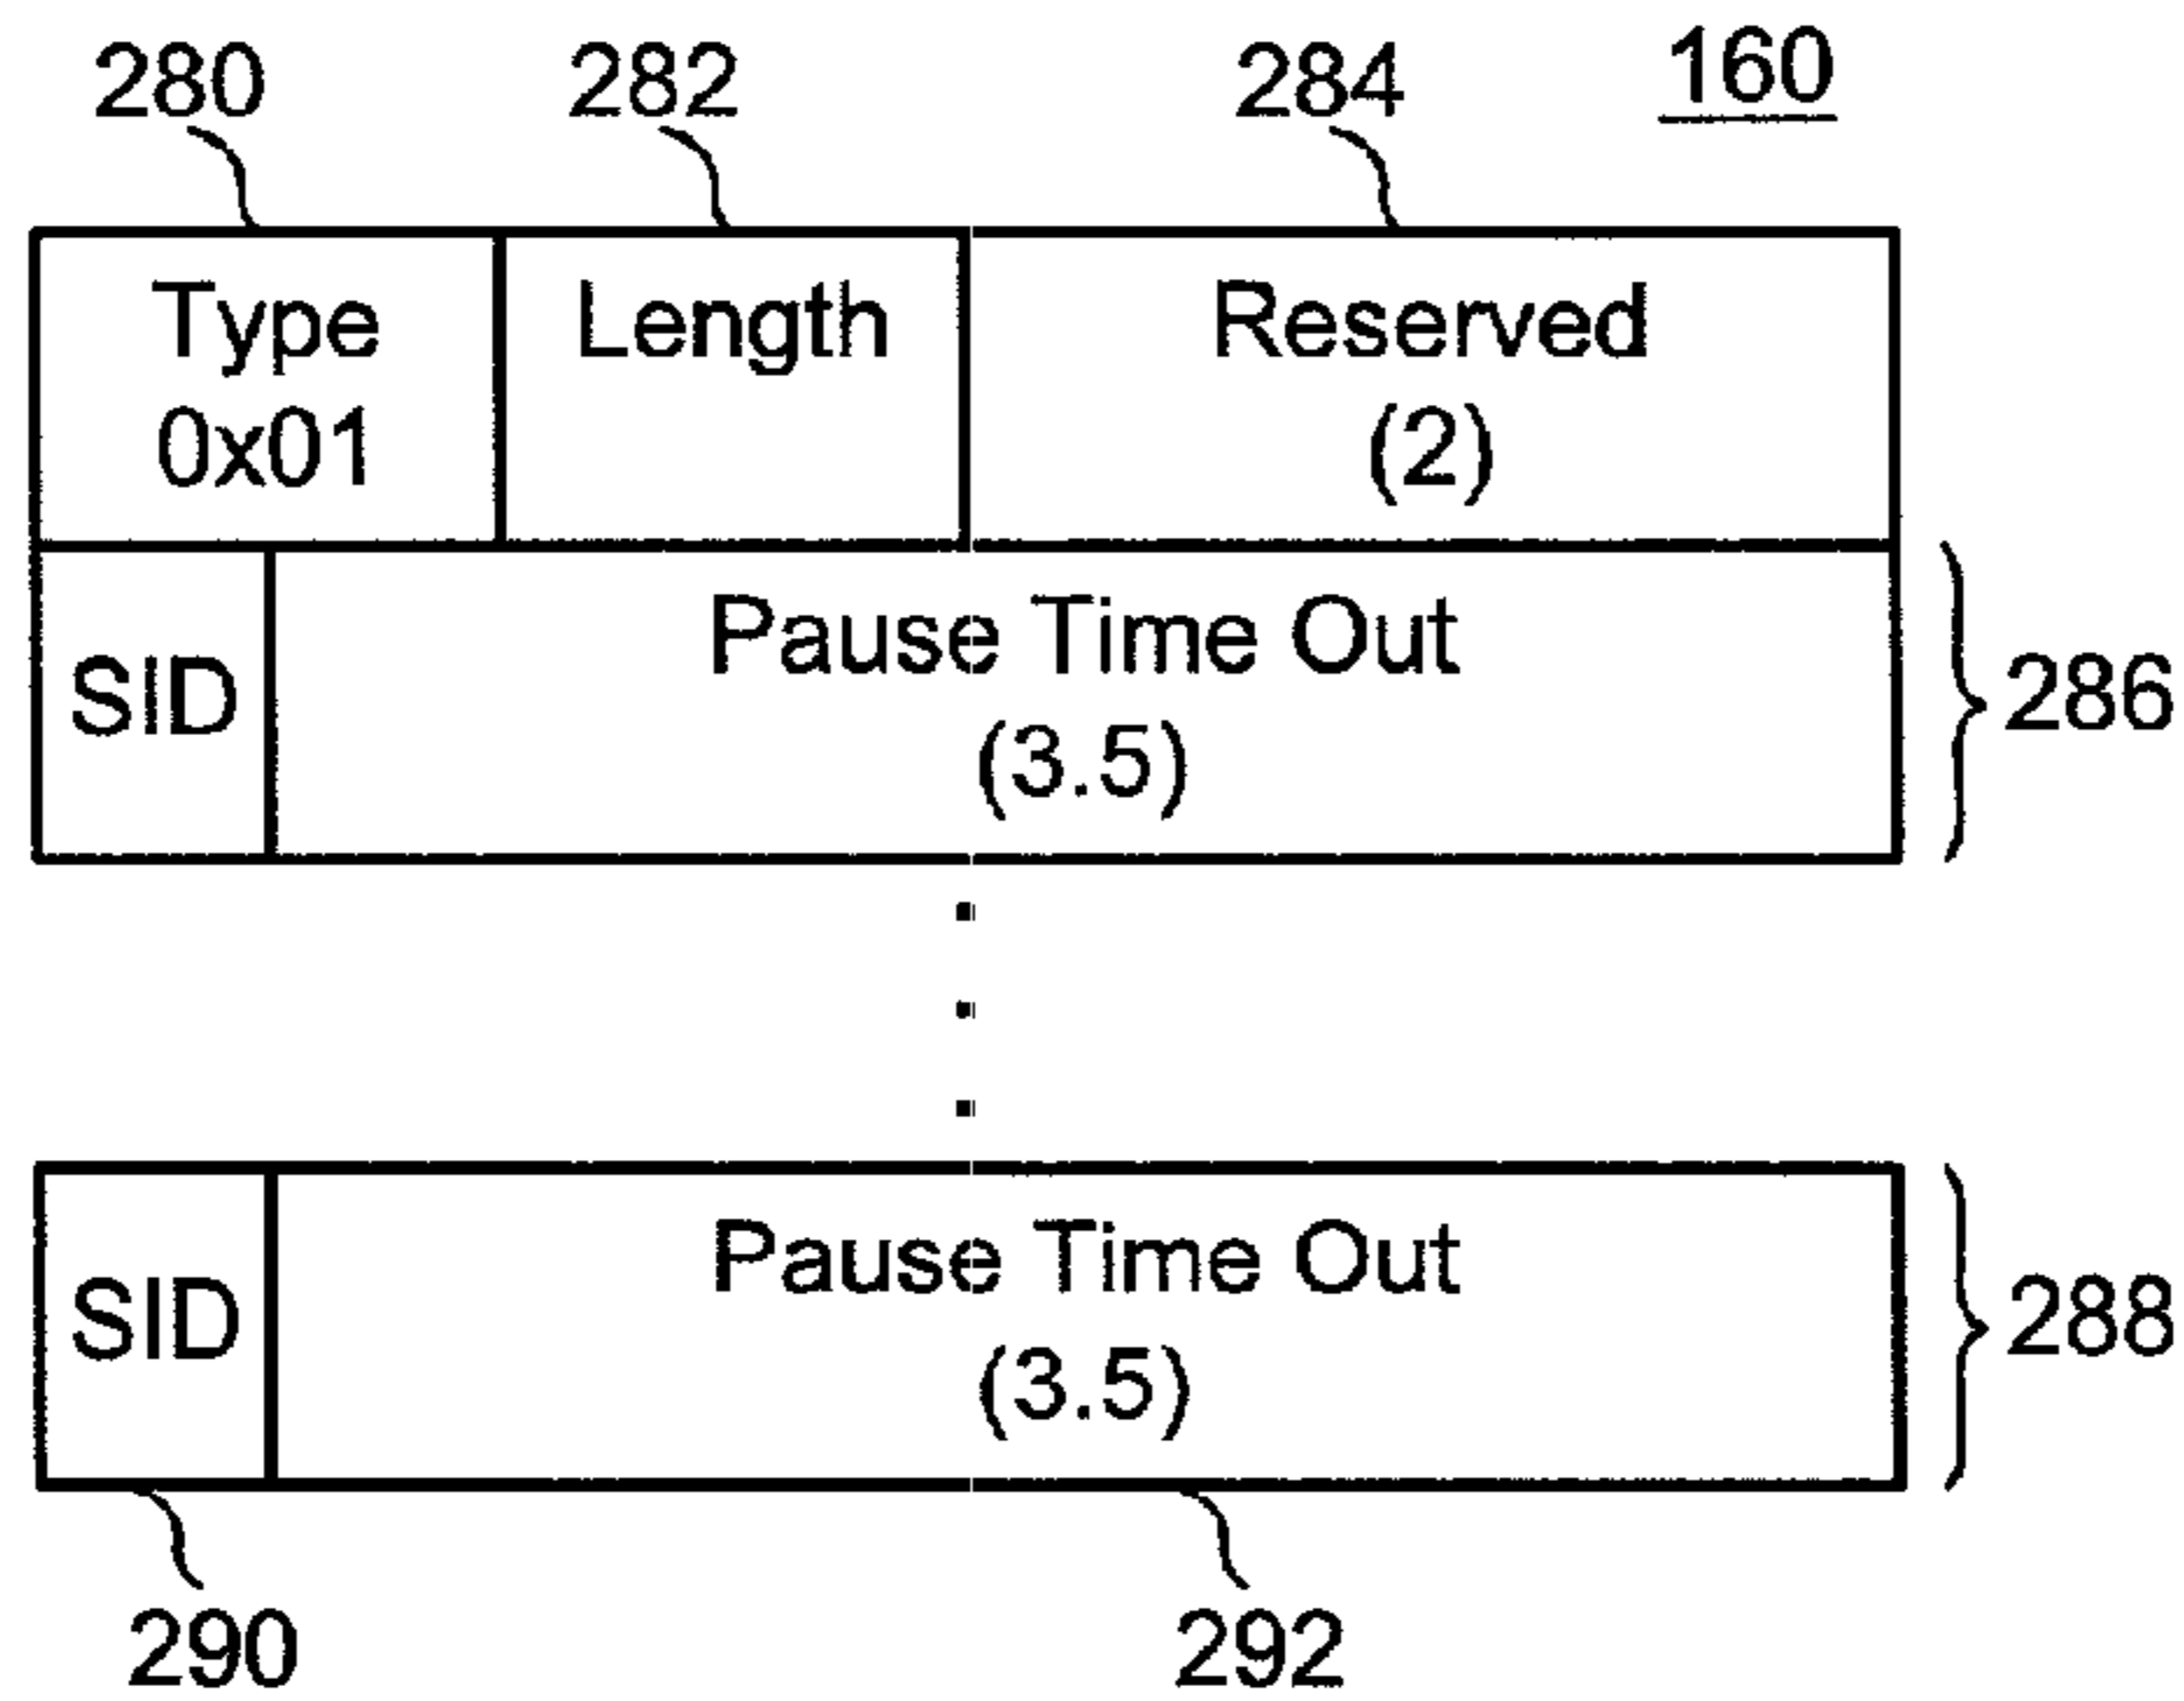 280 282 284 160
Type Length Reserved
0x01 (2)
SID Pause Time Out 286
(3.5)
SID Pause Time Out 288
(3.5)
290 292